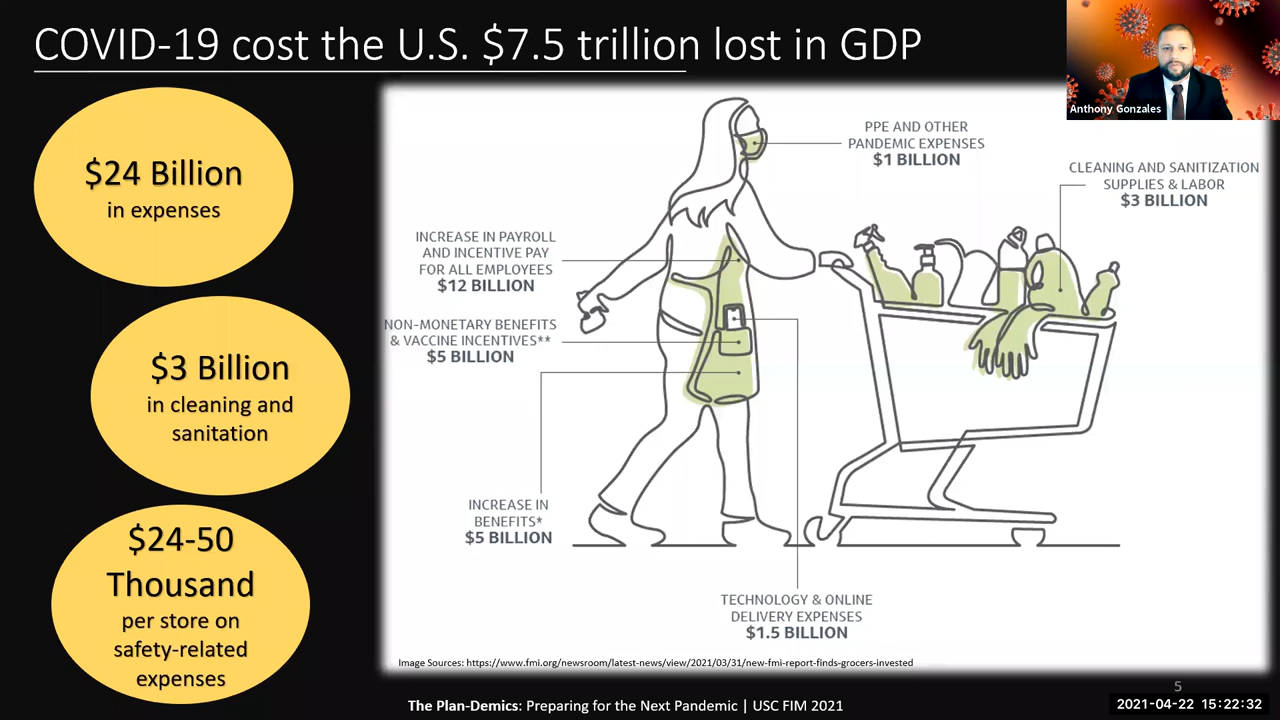 COVID-19 cost the U.S. $7.5 trillion lost in GDP
Anthony Gonzales
$24 Billion
in expenses
$3 Billion
in cleaning and
sanitation
$24-50
Thousand
per store on
safety-related
expenses
PPE AND OTHER
PANDEMIC EXPENSES
$1 BILLION
CLEANING AND SANITIZATION
SUPPLIES & LABOR
$3 BILLION
INCREASE IN PAYROLL
AND INCENTIVE PAY
FOR ALL EMPLOYEES
$12 BILLION
NON-MONETARY BENEFITS
& VACCINE INCENTIVES**
$5 BILLION
INCREASE IN
BENEFITS*
$5 BILLION
TECHNOLOGY & ONLINE
DELIVERY EXPENSES
$1.5 BILLION
Image Sources: https://www.fmi.org/newsroom/latest-news/view/2021/03/31/new-fmi-report-finds-grocers-invested
5
The Plan-Demics: Preparing for the Next Pandemic | USC FIM 2021
2021-04-22 15:22:32